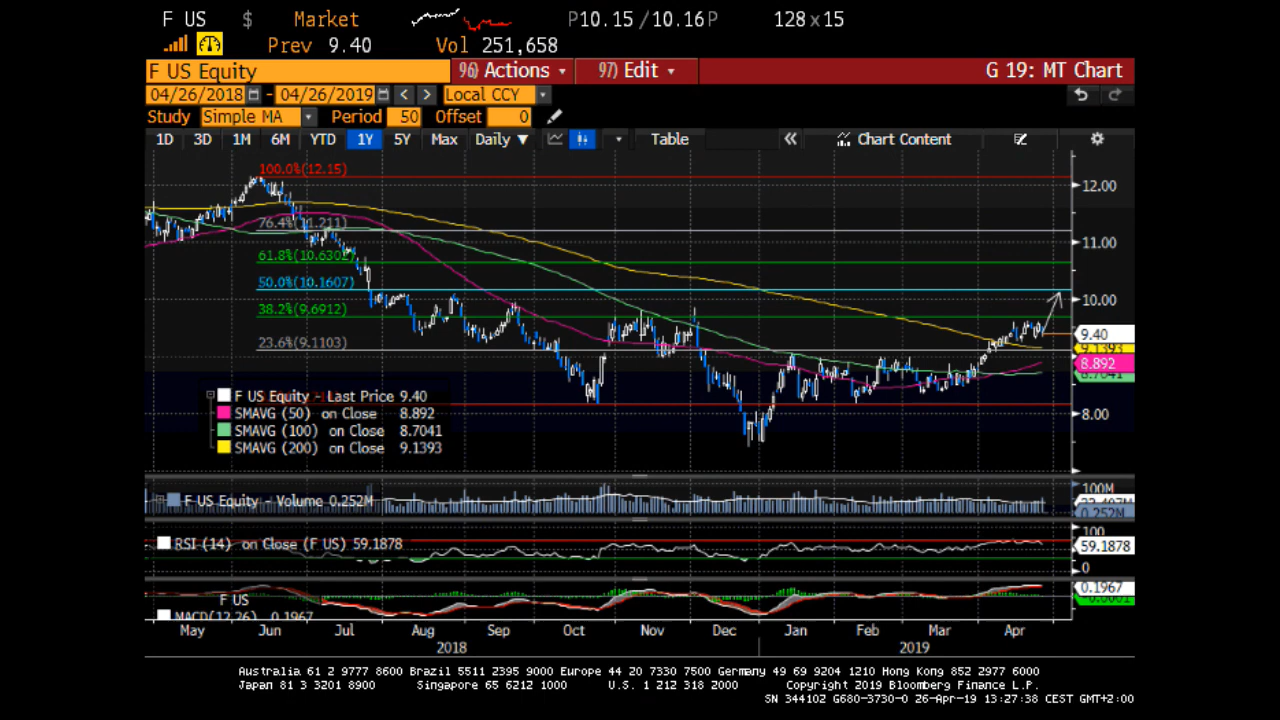 F US $ Market P10.15/10.16P 128x15
Prev 9.40 Vol 251,658
F US Equity 96) Actions 97) Edit G 19: MT Chart
04/26/2018 - 04/26/2019 < > Local CCY
Study Simple MA Period 50 Offset 0
1D 3D 1M 6M YTD 1Y 5Y Max Daily ▼ Table « Chart Content
100.0%(12.15)
12.00
76.4%(11.211)
11.00
61.8%(10.6302)
50.0%(10.1607)
10.00
38.2%(9.6912)
9.40
23.6%(9.1103)
9.1393
8.892
8.7041
F US Equity - Last Price 9.40
SMAVG (50) on Close 8.892
8.00
SMAVG (100) on Close 8.7041
SMAVG (200) on Close 9.1393
100M
F US Equity - Volume 0.252M
0.252M
100
RSI (14) on Close (F US) 59.1878
59.1878
0
0.1967
F US
MACD(12,26) 0.1967
May Jun Jul Aug Sep Oct Nov Dec Jan Feb Mar Apr
2018 2019
Australia 61 2 9777 8600 Brazil 5511 2395 9000 Europe 44 20 7330 7500 Germany 49 69 9204 1210 Hong Kong 852 2977 6000
Japan 81 3 3201 8900 Singapore 65 6212 1000 U.S. 1 212 318 2000 Copyright 2019 Bloomberg Finance L.P.
SN 344102 G680-3730-0 26-Apr-19 13:27:38 CEST GMT+2:00